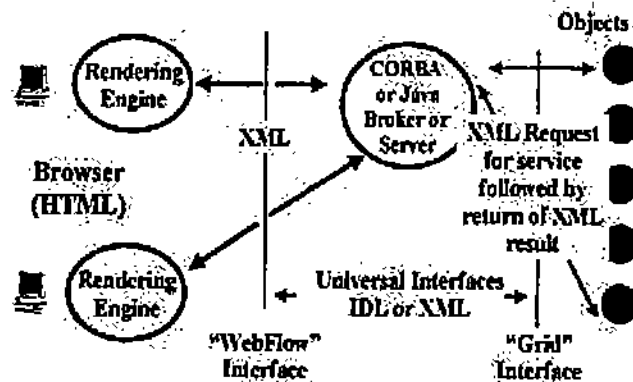 Objects
Rendering
Engine
CORBA
or Java
Broker or
Server
XML
XML Request
for service
followed by
return of XML
result
Browser
(HTML)
Rendering
Engine
Universal Interfaces
IDL or XML
"WebFlow"
Interface
"Grid"
Interface